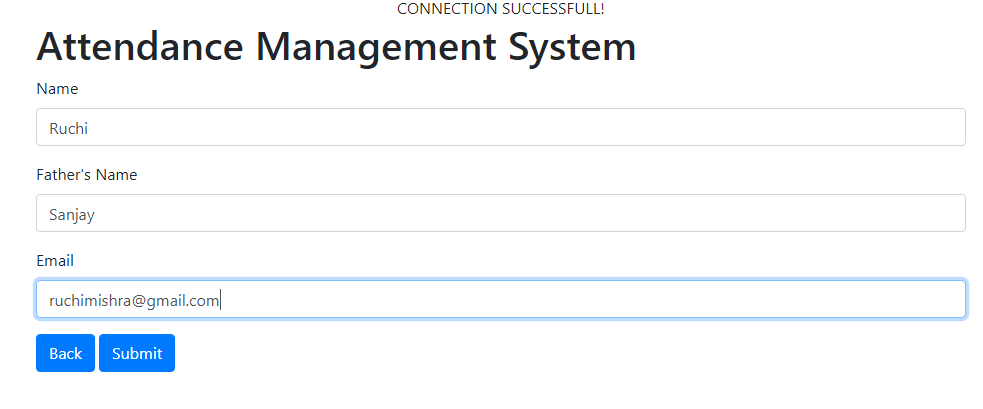 CONNECTION SUCCESSFULL!
Attendance Management System
Name
Ruchi
Father's Name
Sanjay
Email
ruchimishra@gmail.com
Back Submit